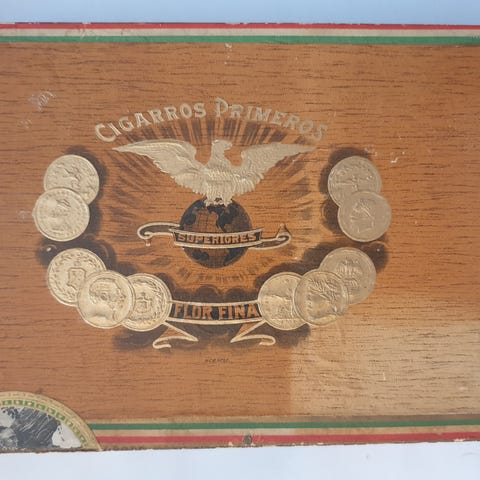 CIGARROS PRIMEROS
SUPERIORES
FLOR FINA